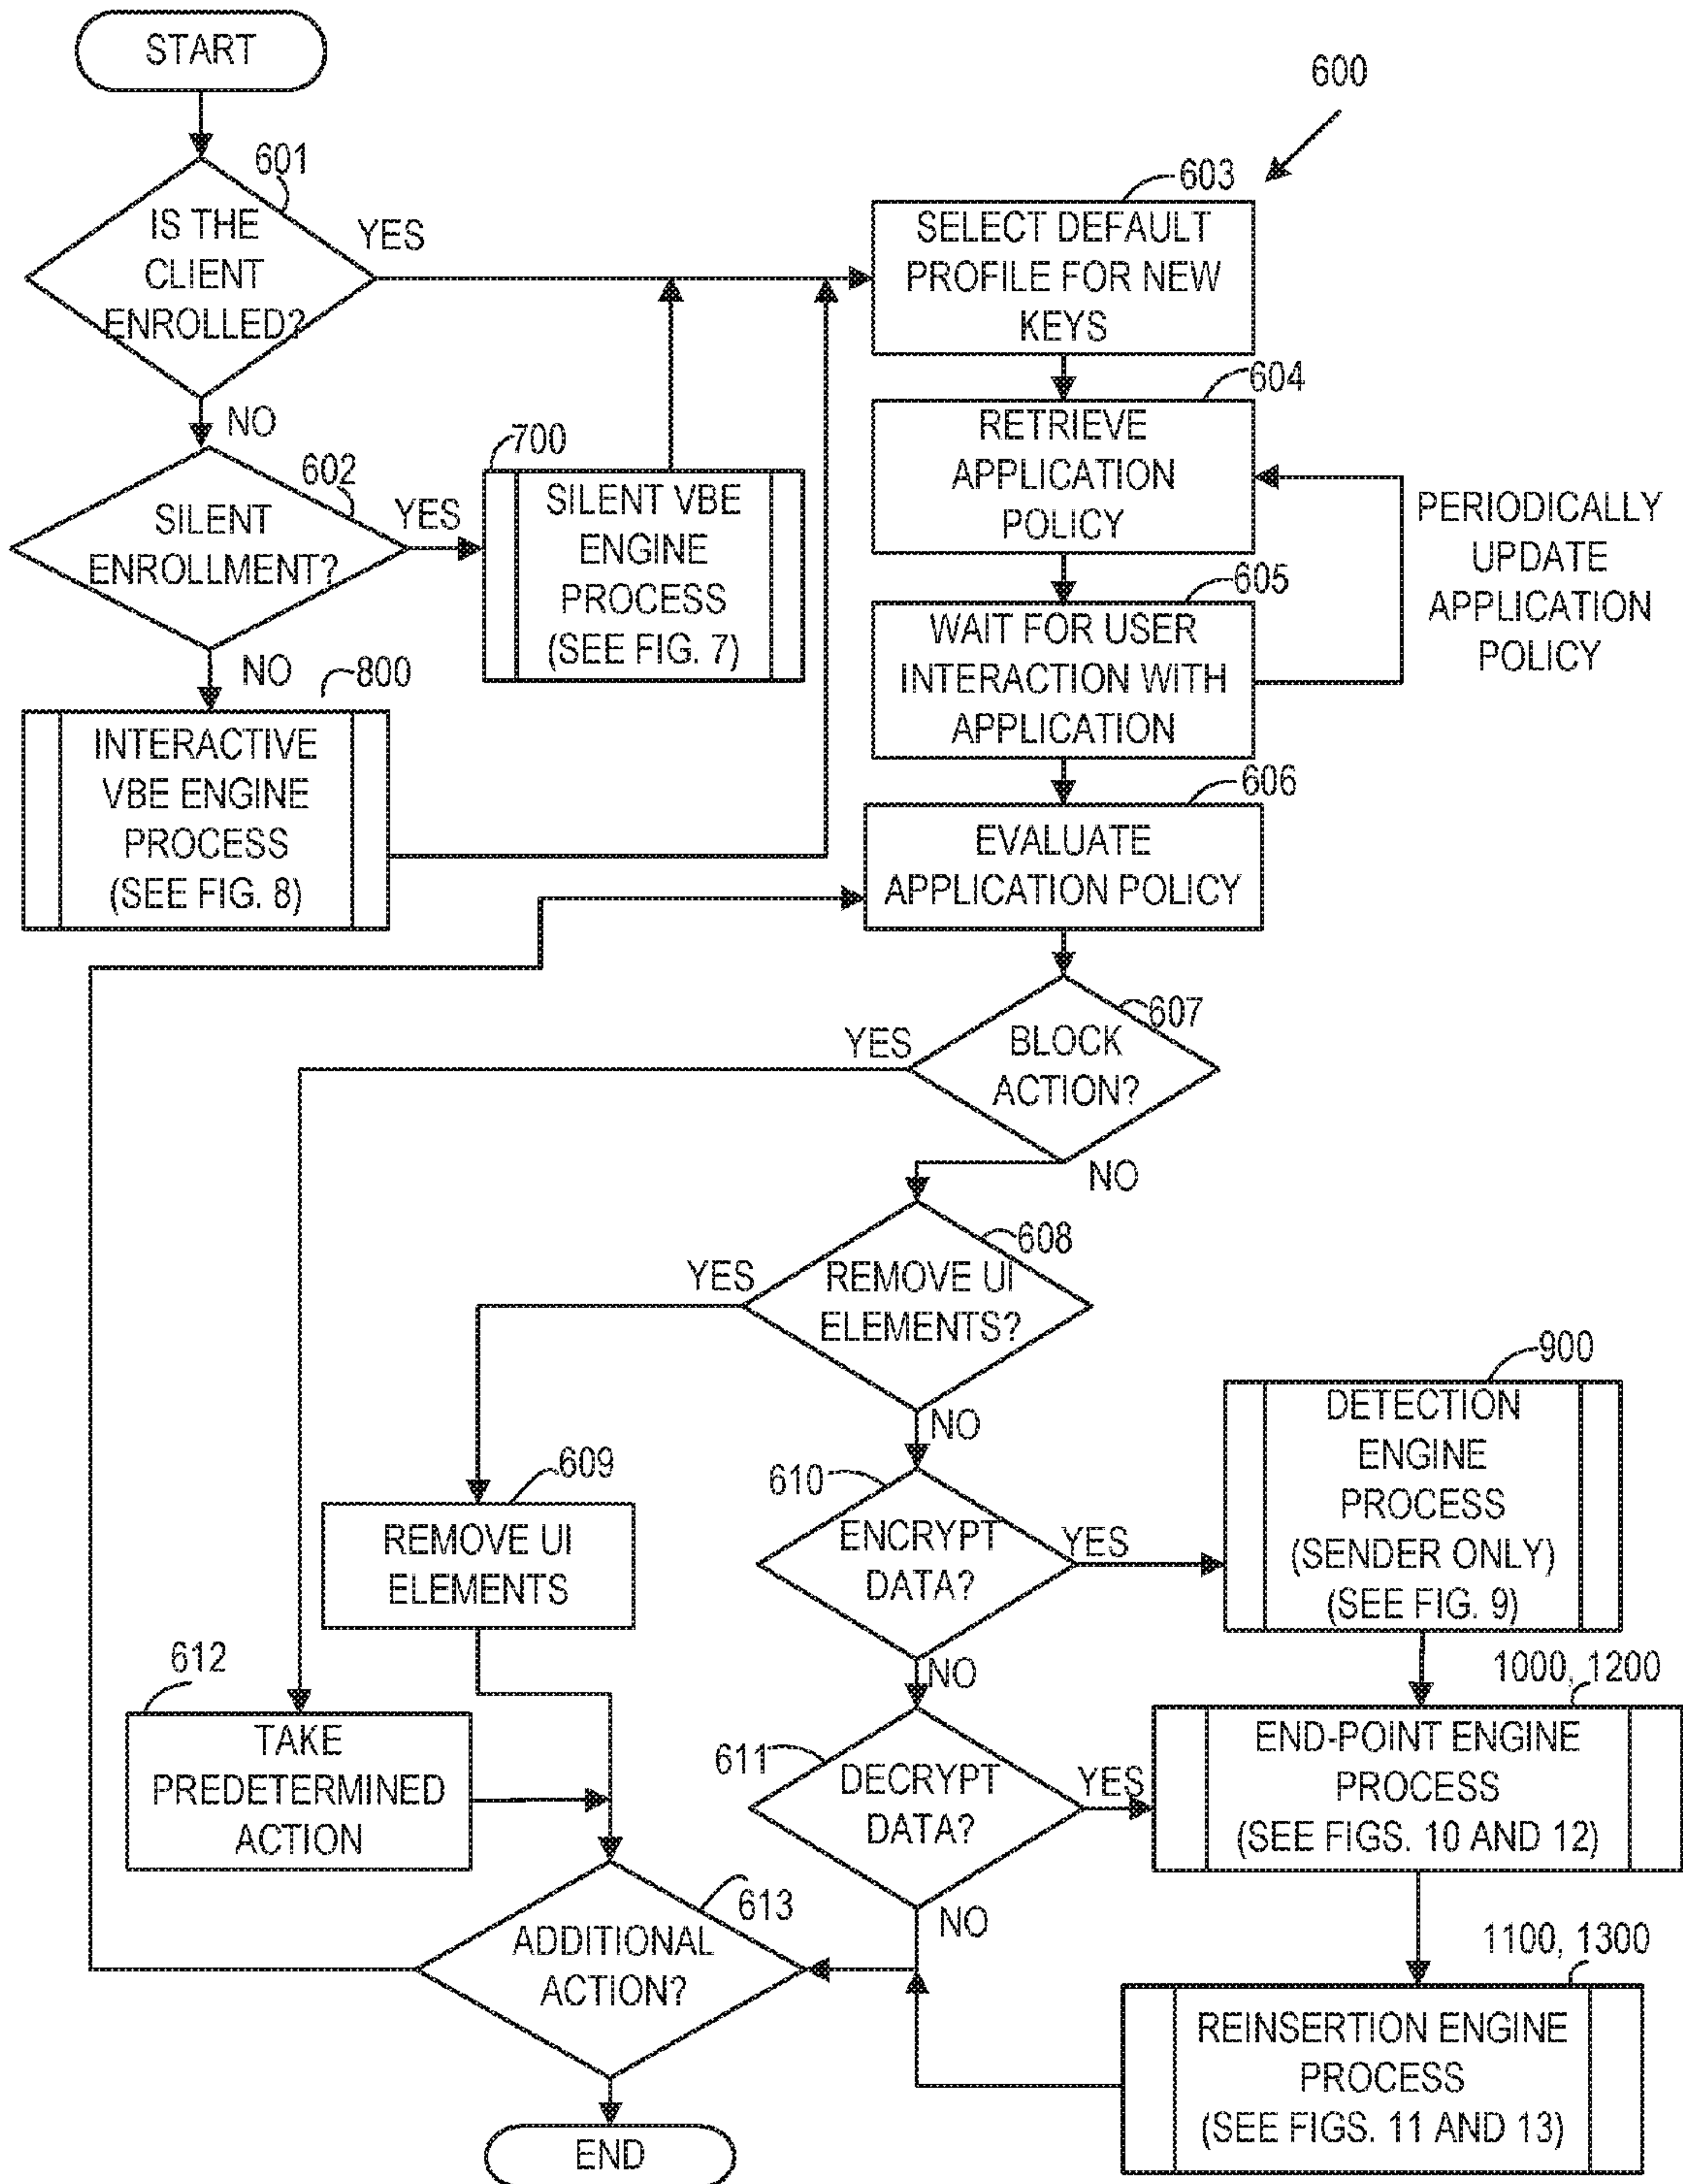 START
600
601
IS THE
CLIENT
ENROLLED?
YES
NO
603
SELECT DEFAULT
PROFILE FOR NEW
KEYS
604
RETRIEVE
APPLICATION
POLICY
PERIODICALLY
UPDATE
APPLICATION
POLICY
602
SILENT
ENROLLMENT?
YES
NO
700
SILENT VBE
ENGINE
PROCESS
(SEE FIG. 7)
605
WAIT FOR USER
INTERACTION WITH
APPLICATION
800
INTERACTIVE
VBE ENGINE
PROCESS
(SEE FIG. 8)
606
EVALUATE
APPLICATION POLICY
607
BLOCK
ACTION?
YES
NO
608
REMOVE UI
ELEMENTS?
YES
NO
609
REMOVE UI
ELEMENTS
610
ENCRYPT
DATA?
YES
NO
900
DETECTION
ENGINE
PROCESS
(SENDER ONLY)
(SEE FIG. 9)
612
TAKE
PREDETERMINED
ACTION
611
DECRYPT
DATA?
YES
NO
1000, 1200
END-POINT ENGINE
PROCESS
(SEE FIGS. 10 AND 12)
613
ADDITIONAL
ACTION?
1100, 1300
REINSERTION ENGINE
PROCESS
(SEE FIGS. 11 AND 13)
END